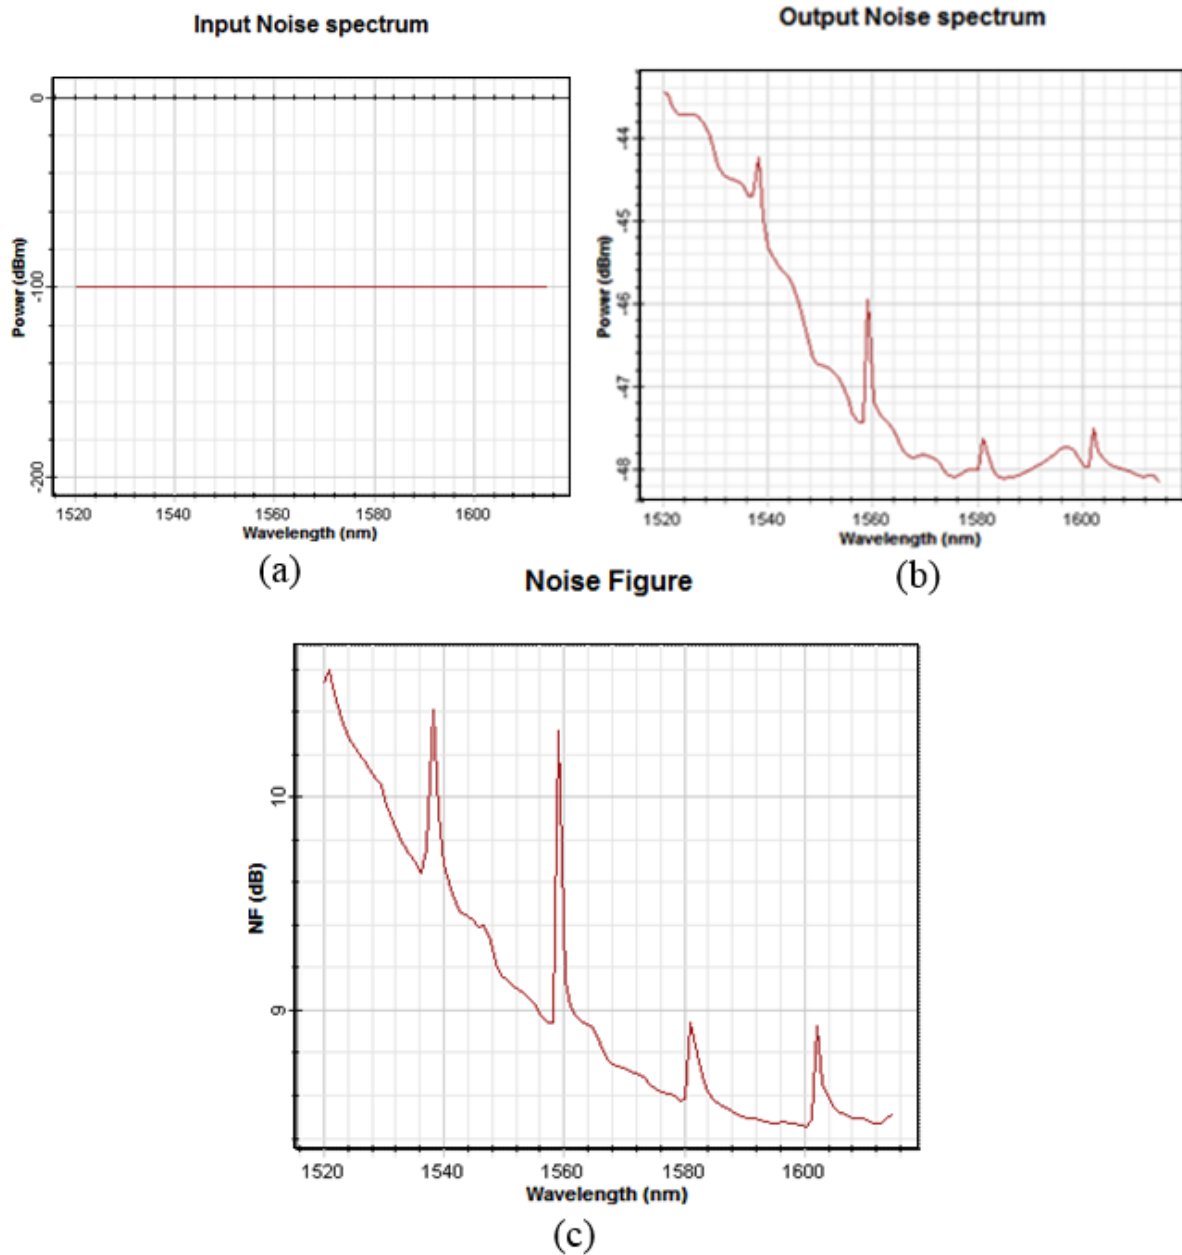 Input Noise spectrum
Power (dBm)
0
-100
-200
1520 1540 1560 1580 1600
Wavelength (nm)
(a)
Output Noise spectrum
Power (dBm)
-44
-45
-46
-47
-48
1520 1540 1560 1580 1600
Wavelength (nm)
(b)
Noise Figure
NF (dB)
10
9
1520 1540 1560 1580 1600
Wavelength (nm)
(c)